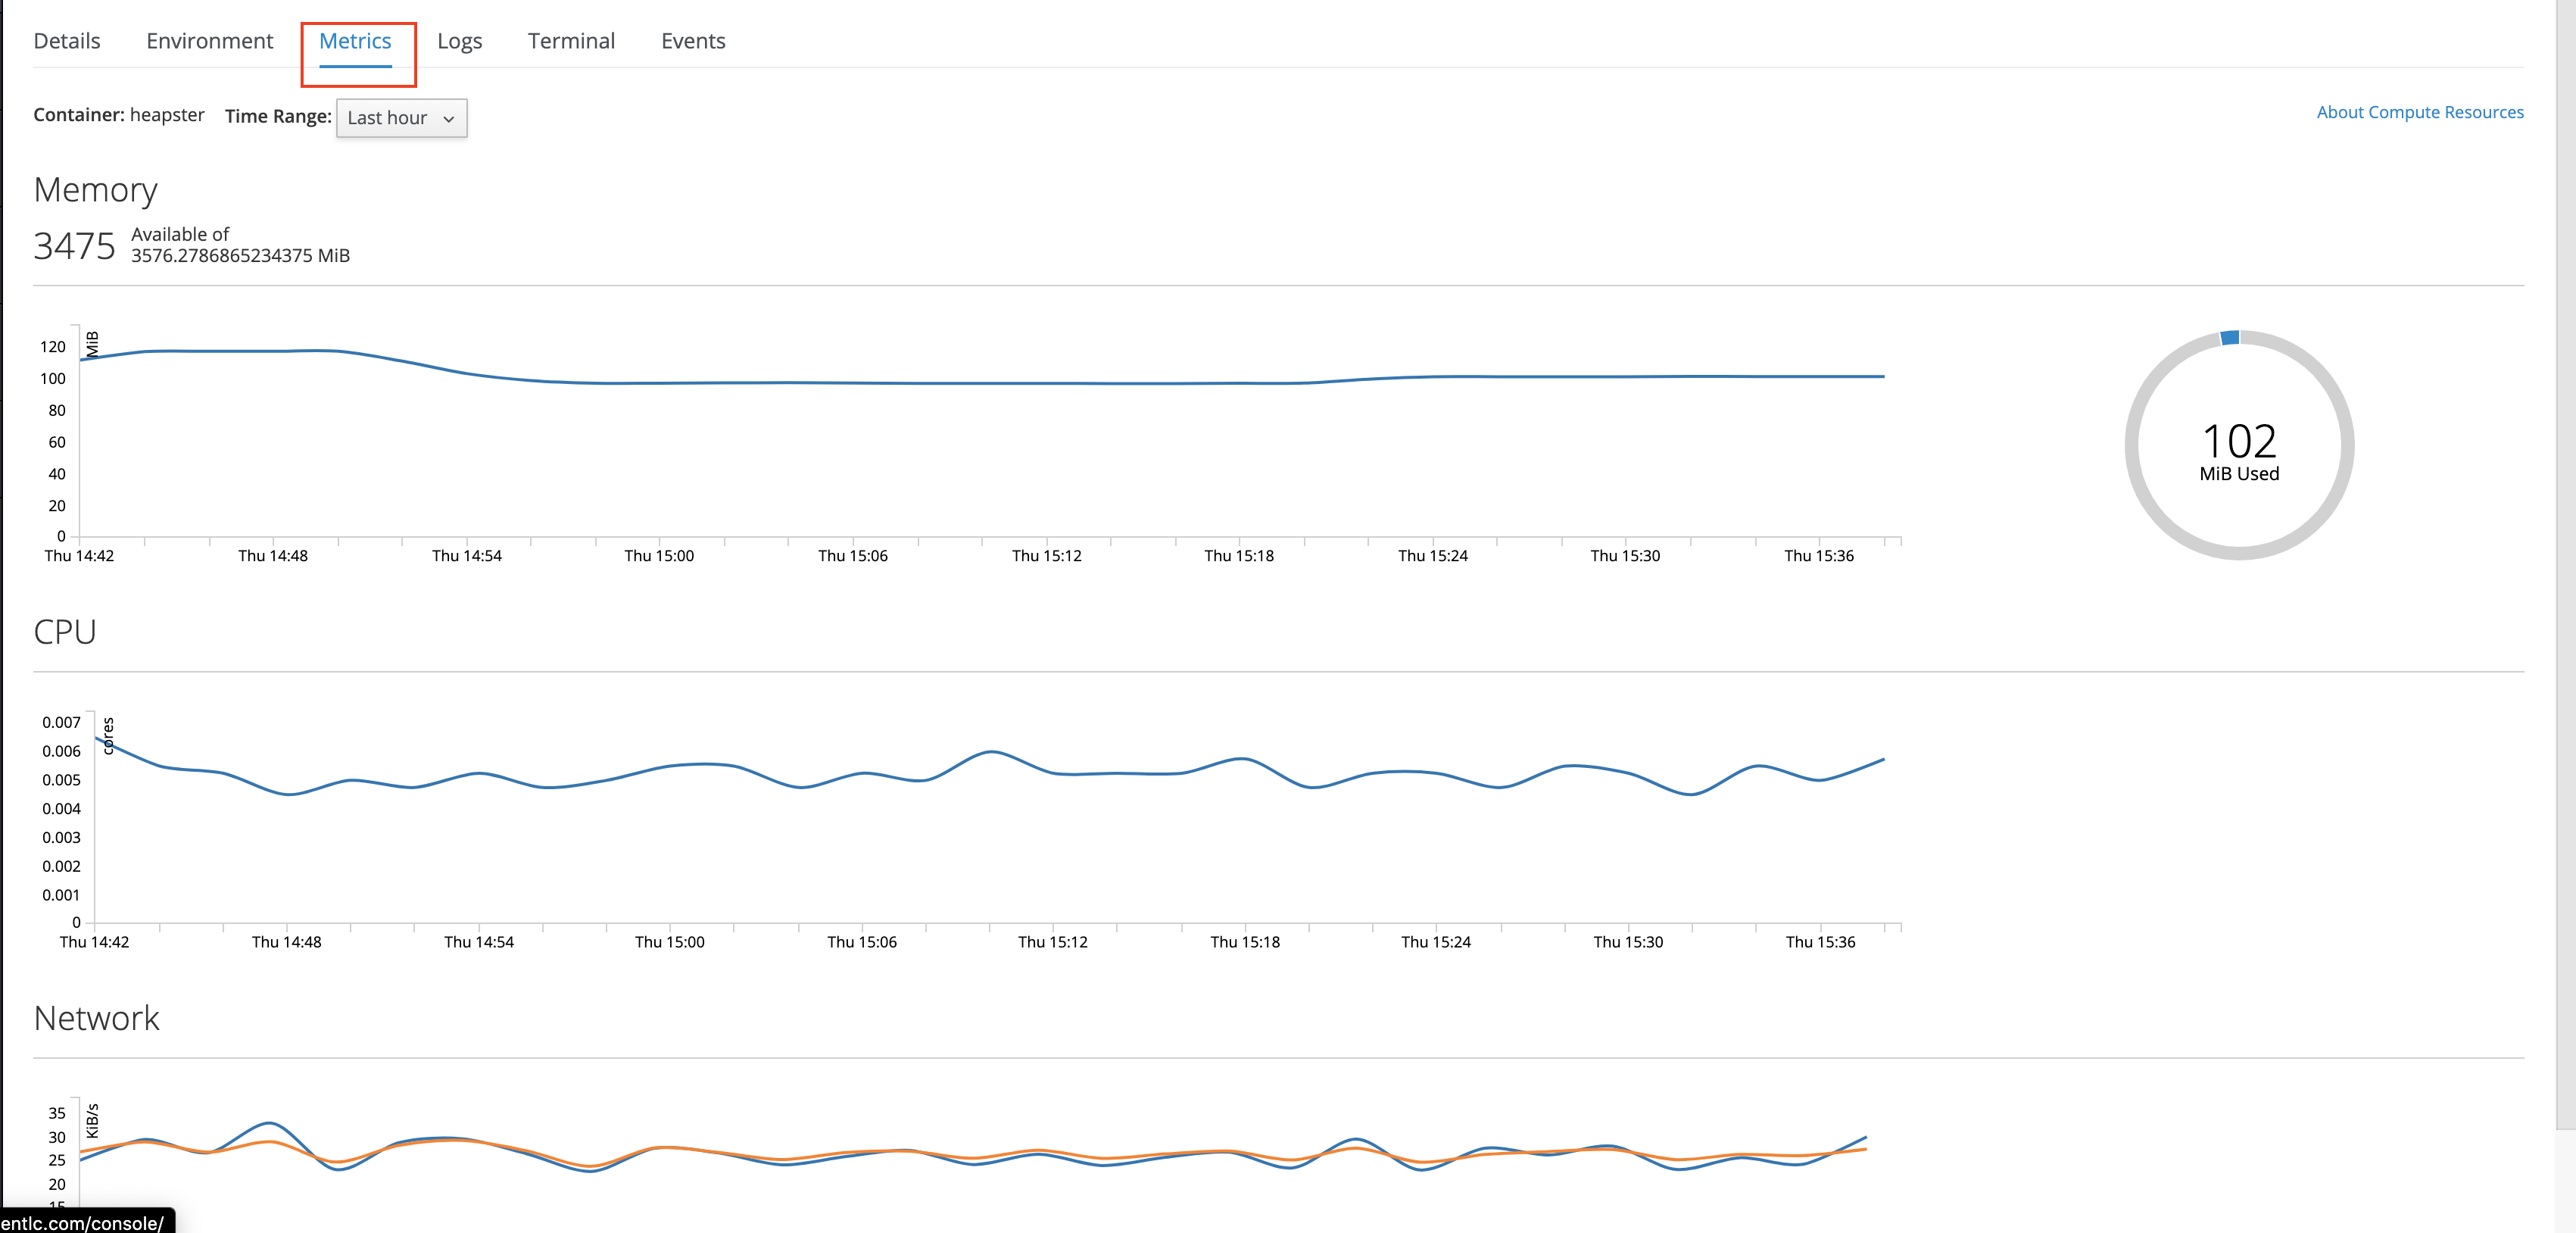 Details Environment Metrics Logs Terminal Events
Container: heapster Time Range: Last hour About Compute Resources
Memory
3475 Available of
3576.2786865234375 MiB
MiB
120
100
80
60
40
20
0
Thu 14:42 Thu 14:48 Thu 14:54 Thu 15:00 Thu 15:06 Thu 15:12 Thu 15:18 Thu 15:24 Thu 15:30 Thu 15:36
102
MiB Used
CPU
cores
0.007
0.006
0.005
0.004
0.003
0.002
0.001
0
Thu 14:42 Thu 14:48 Thu 14:54 Thu 15:00 Thu 15:06 Thu 15:12 Thu 15:18 Thu 15:24 Thu 15:30 Thu 15:36
Network
KiB/s
35
30
25
20
15
entlc.com/console/